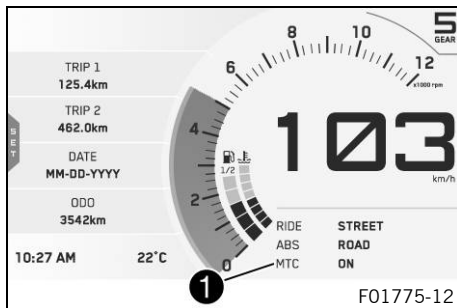 TRIP 1
125.4km
TRIP 2
462.0km
DATE
MM-DD-YYYY
ODO
3542km
10:27 AM 22°C
SET
0
2
4
6
8
10
12
x1000 rpm
5
GEAR
1/2
103
km/h
RIDE STREET
ABS ROAD
MTC ON
1
F01775-12